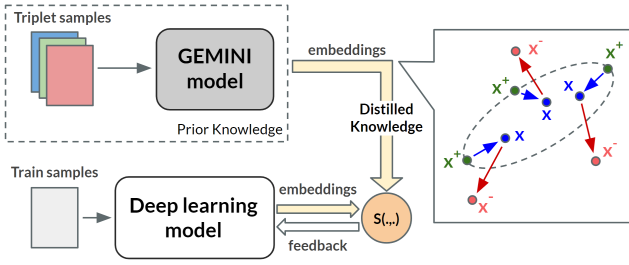 Triplet samples
GEMINI
model
Prior Knowledge
embeddings
Distilled
Knowledge
Train samples
Deep learning
model
embeddings
feedback
S(.,.)
X⁻
X⁺
X⁺
X
X
X
X⁺
X⁻
X⁻